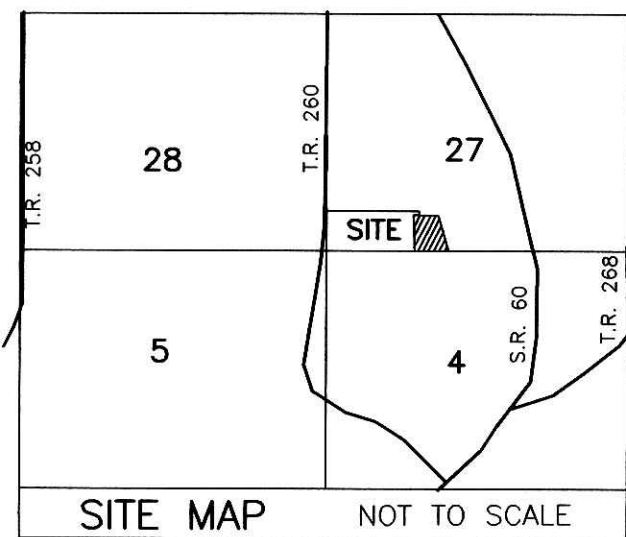 T.R. 258
28
T.R. 260
27
SITE
5
4
S.R. 60
T.R. 268
SITE MAP
NOT TO SCALE